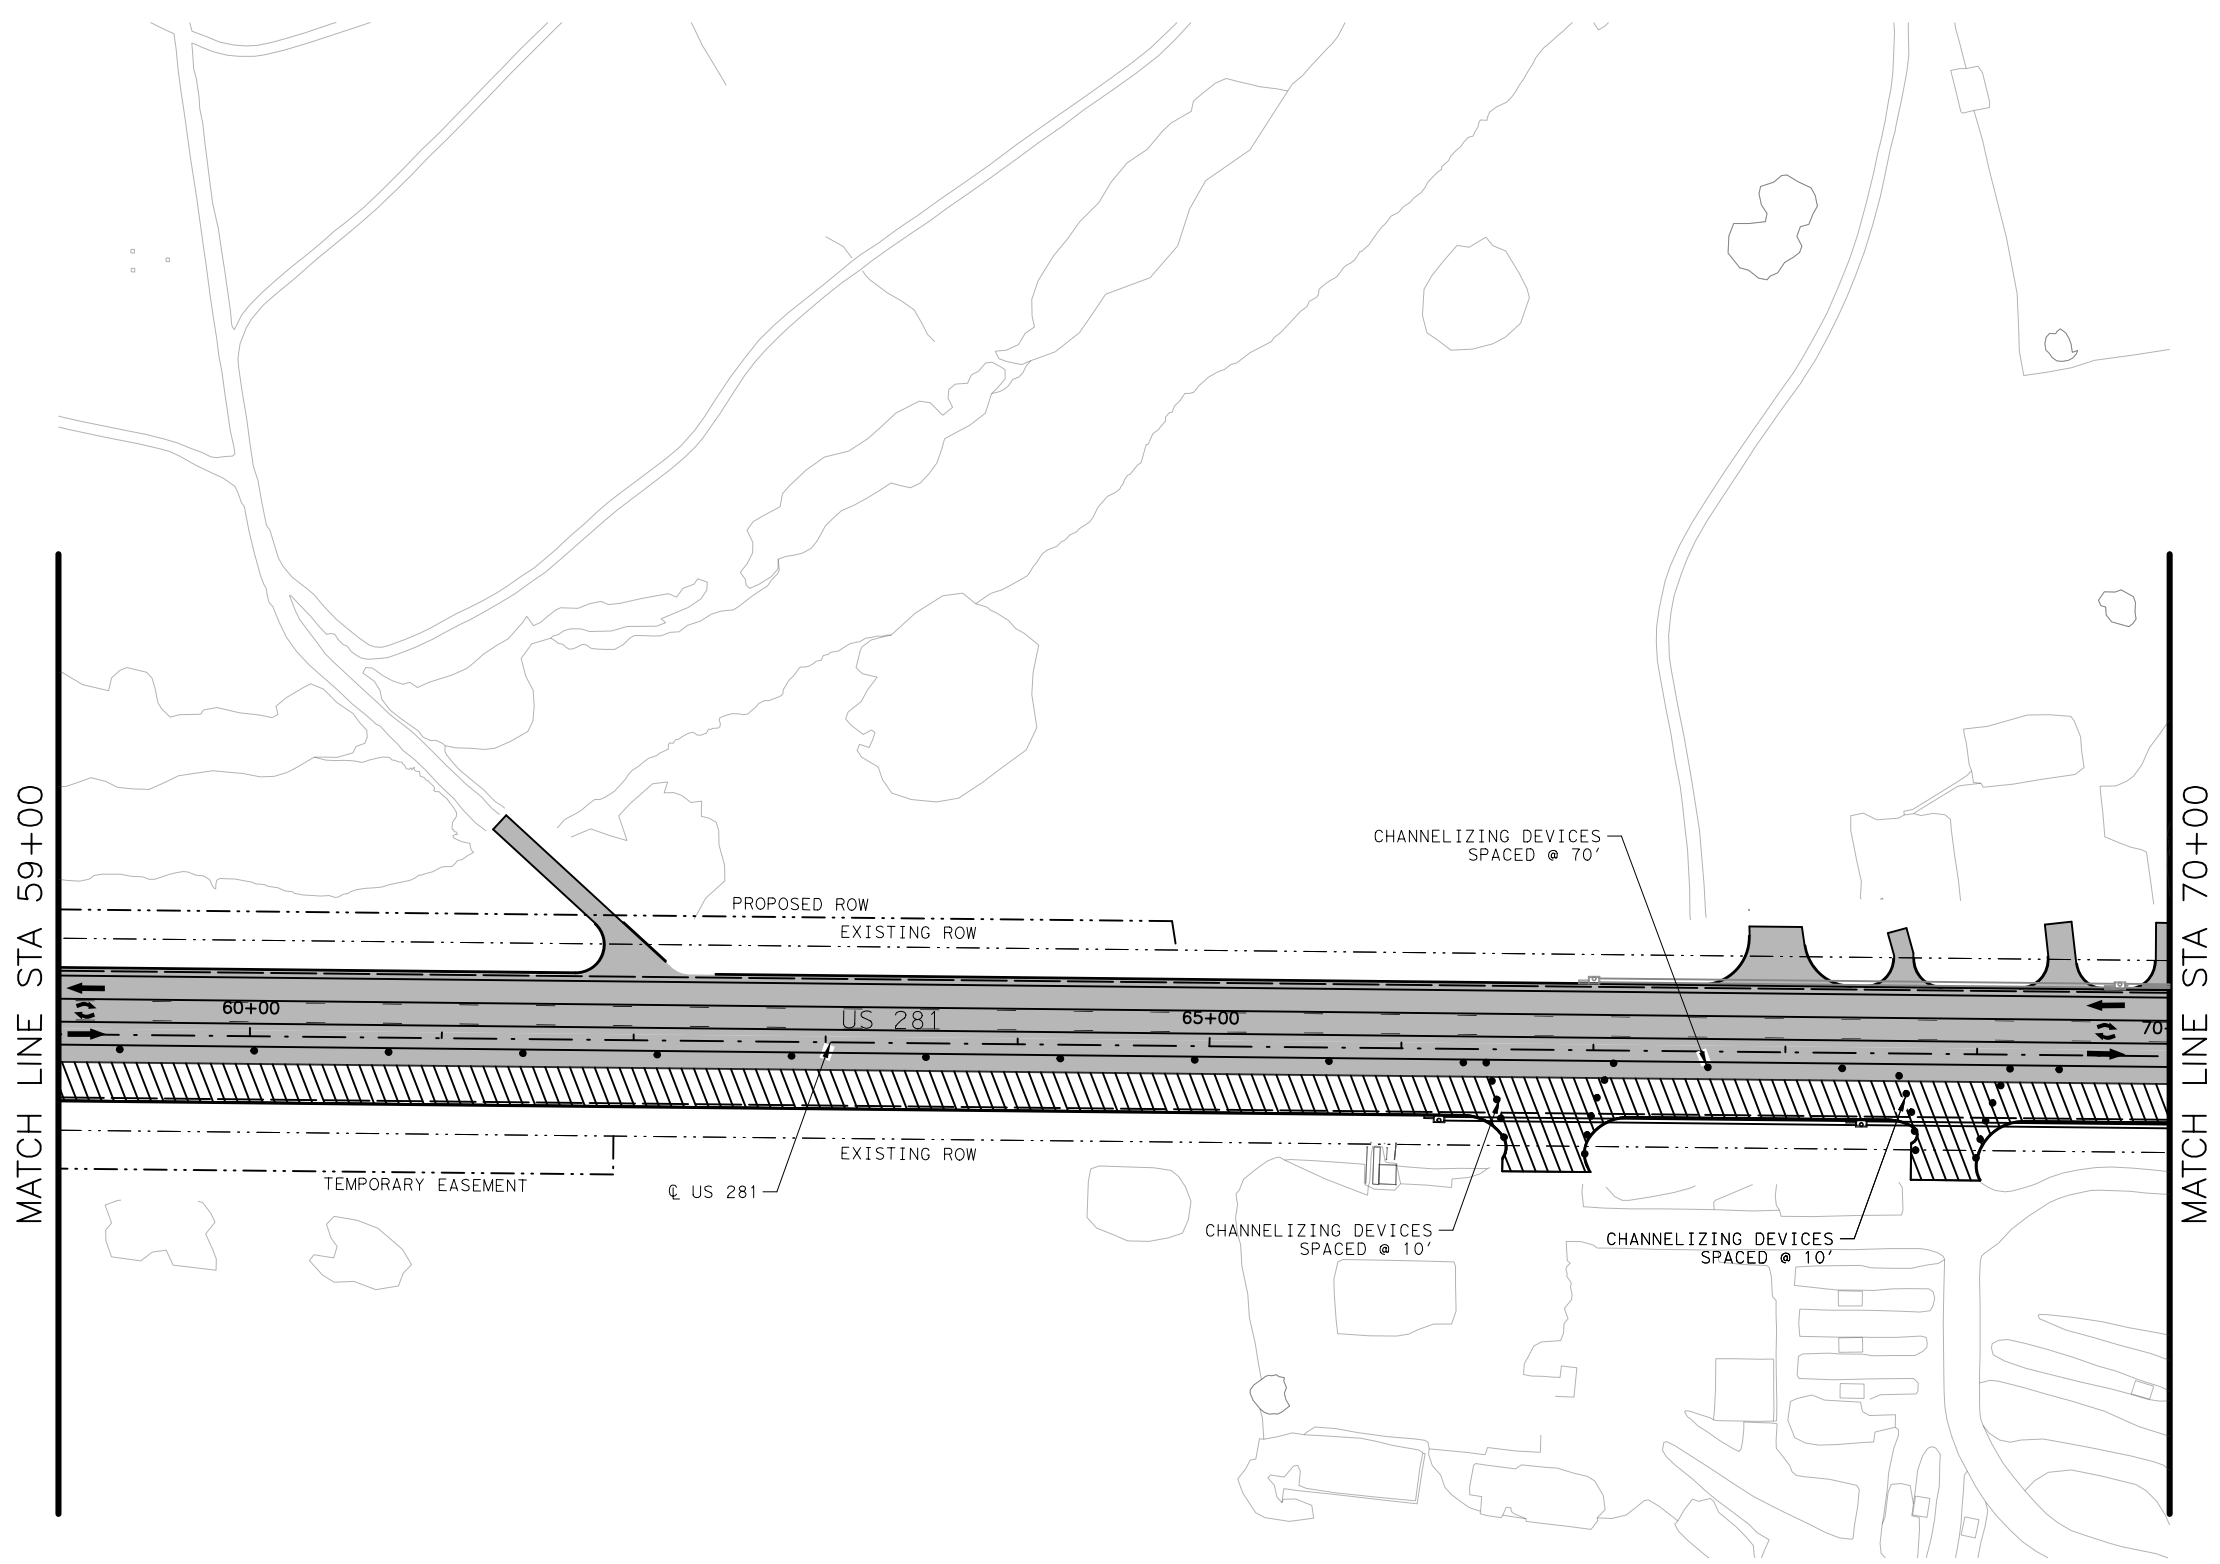 CHANNELIZING DEVICES
SPACED @ 70'
PROPOSED ROW
EXISTING ROW
MATCH LINE STA 59+00
MATCH LINE STA 70+00
60+00
US 281
65+00
70+
EXISTING ROW
TEMPORARY EASEMENT
℄ US 281
CHANNELIZING DEVICES
SPACED @ 10'
CHANNELIZING DEVICES
SPACED @ 10'